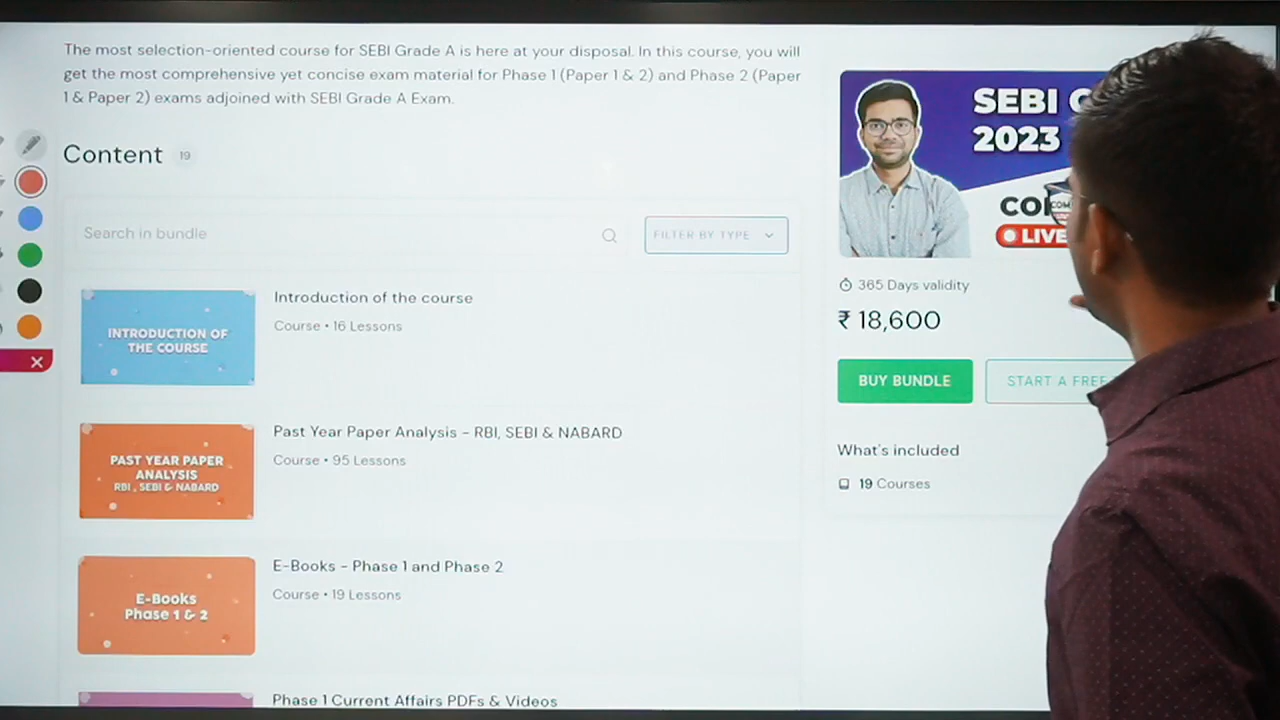 The most selection-oriented course for SEBI Grade A is here at your disposal. In this course, you will
get the most comprehensive yet concise exam material for Phase 1 (Paper 1 & 2) and Phase 2 (Paper
1 & Paper 2) exams adjoined with SEBI Grade A Exam.
Content 19
Search in bundle
FILTER BY TYPE
INTRODUCTION OF
THE COURSE
Introduction of the course
Course • 16 Lessons
PAST YEAR PAPER
ANALYSIS
RBI , SEBI & NABARD
Past Year Paper Analysis - RBI, SEBI & NABARD
Course • 95 Lessons
E-Books
Phase 1 & 2
E-Books - Phase 1 and Phase 2
Course • 19 Lessons
Phase 1 Current Affairs PDFs & Videos
SEBI
2023
LIVE
365 Days validity
₹ 18,600
BUY BUNDLE
START A FREE
What's included
19 Courses